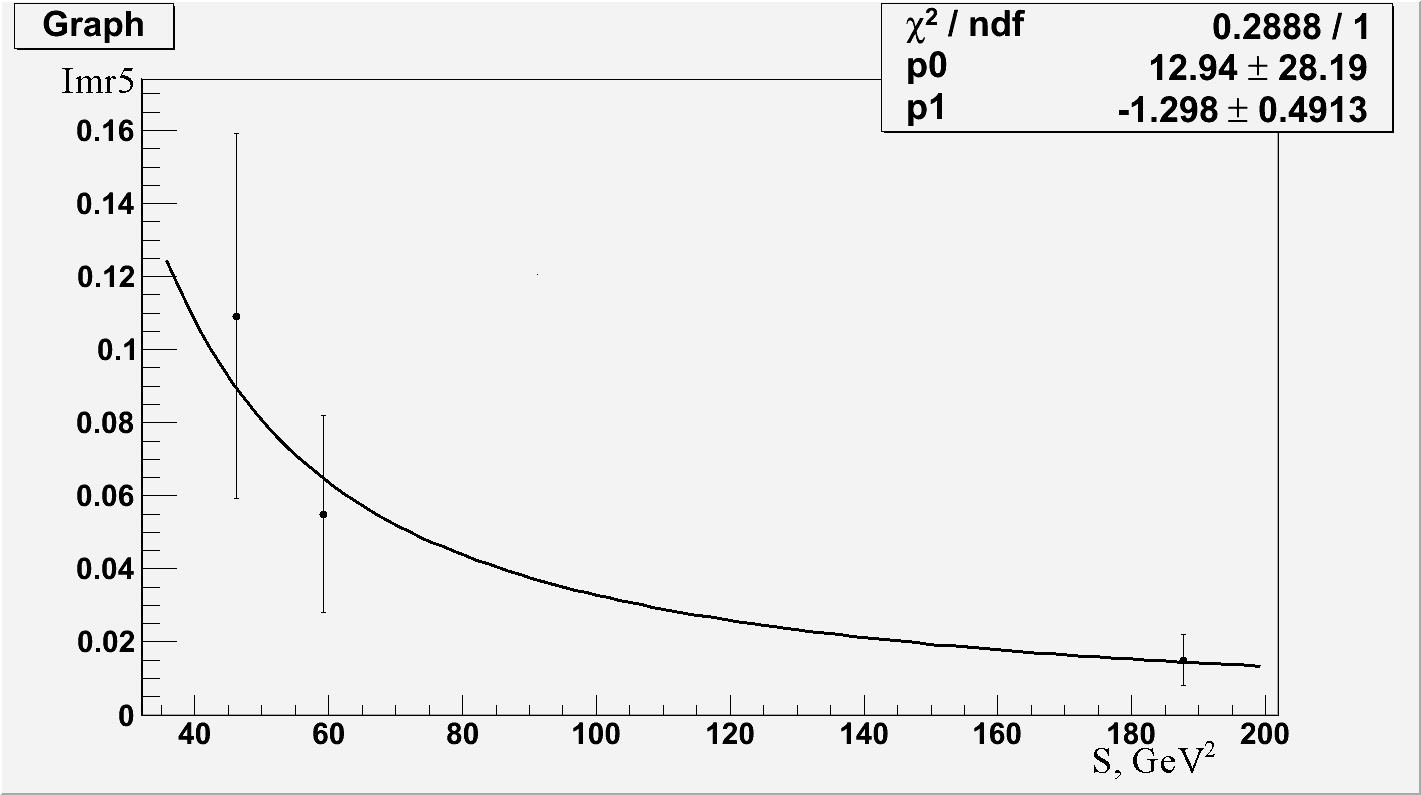 Graph
χ² / ndf 0.2888 / 1
p0 12.94 ± 28.19
p1 -1.298 ± 0.4913
Imr5
0.16
0.14
0.12
0.1
0.08
0.06
0.04
0.02
0
40 60 80 100 120 140 160 180 200
S, GeV²